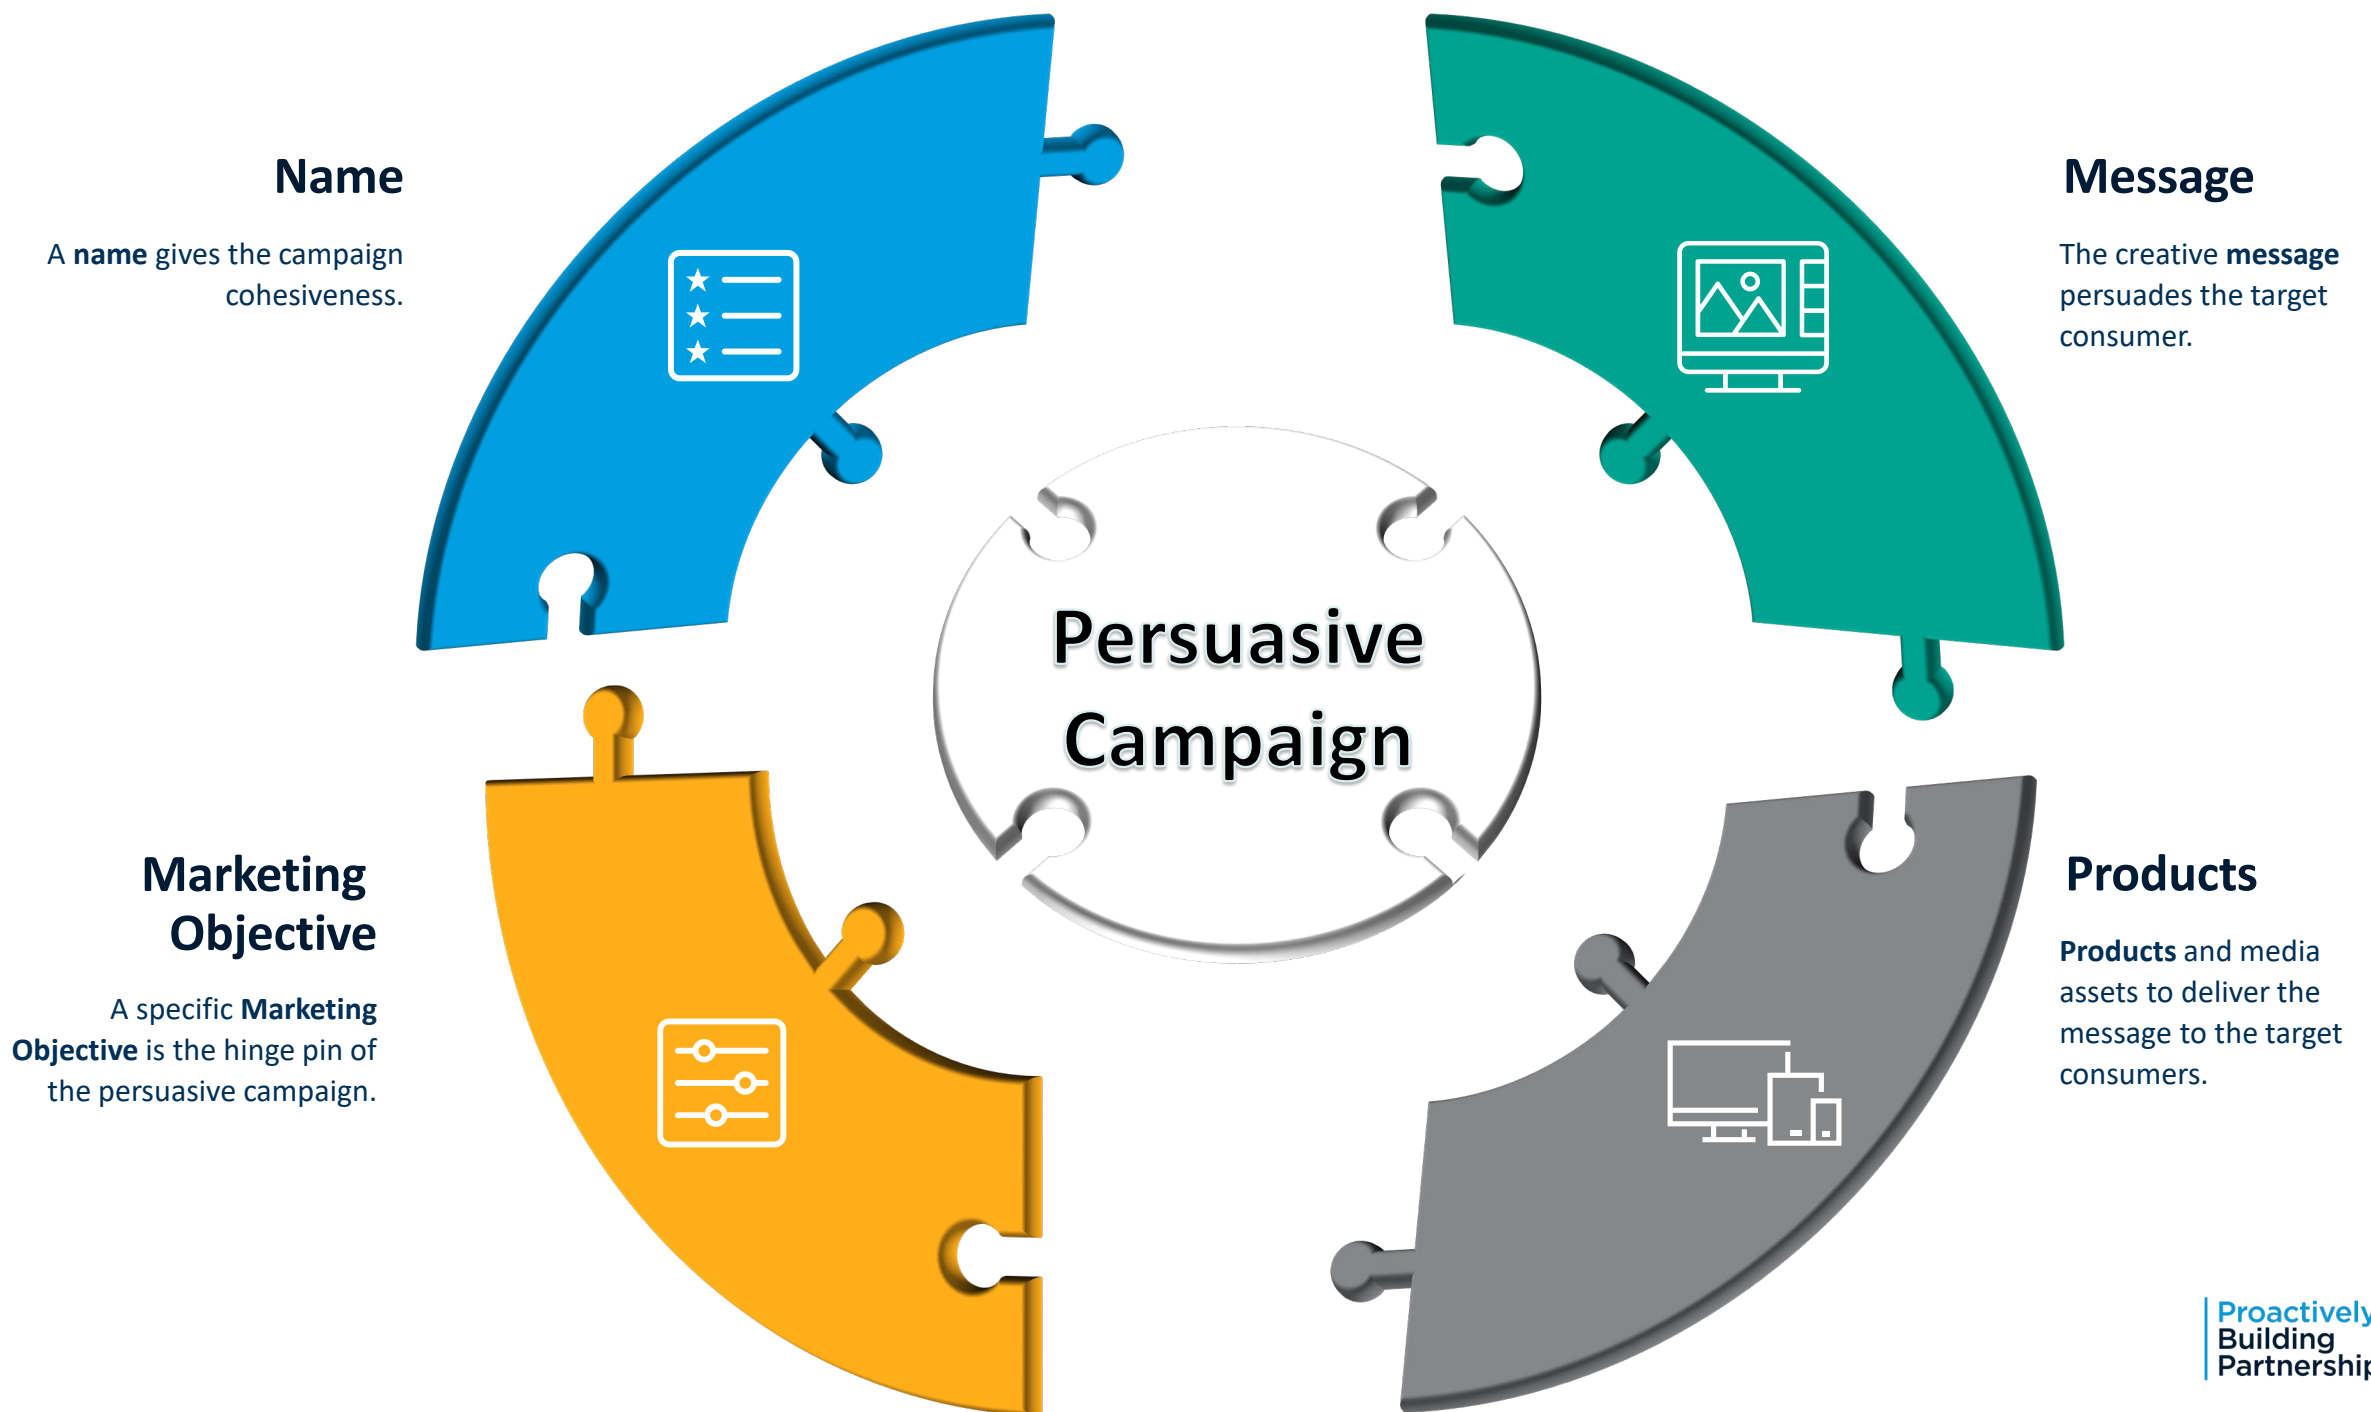 Name
A name gives the campaign
cohesiveness.
Message
The creative message
persuades the target
consumer.
Persuasive
Campaign
Marketing
Objective
A specific Marketing
Objective is the hinge pin of
the persuasive campaign.
Products
Products and media
assets to deliver the
message to the target
consumers.
Proactively
Building
Partnership